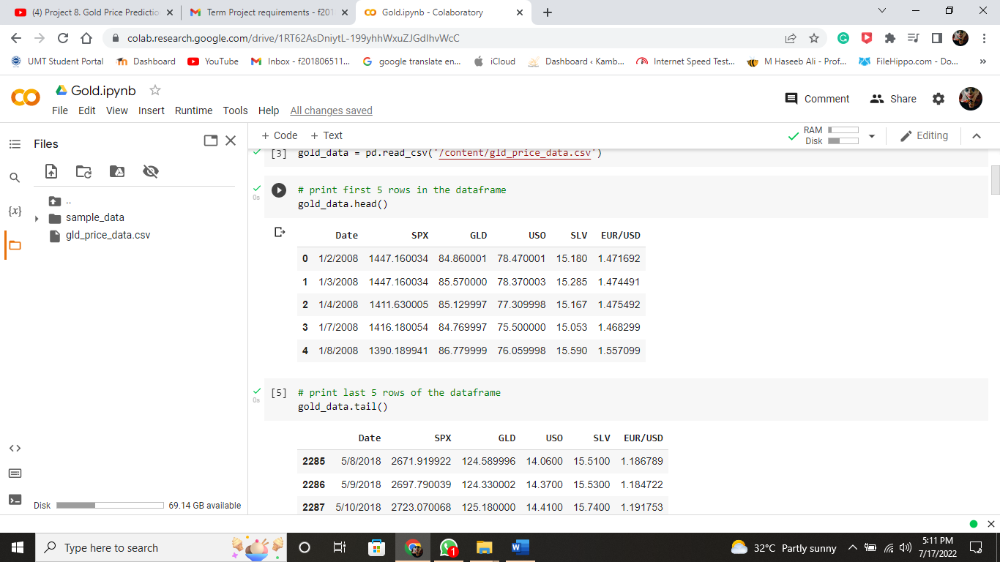 (4) Project 8. Gold Price Predictio
Term Project requirements - f201
Gold.ipynb - Colaboratory
colab.research.google.com/drive/1RT62AsDniytL-199yhhWxuZJGdIhvWcC
UMT Student Portal
Dashboard
YouTube
Inbox - f201806511...
google translate en...
iCloud
Dashboard ‹ Kamb...
Internet Speed Test...
M Haseeb Ali - Prof...
FileHippo.com - Do...
»
Gold.ipynb
File Edit View Insert Runtime Tools Help All changes saved
Comment
Share
Files
+ Code + Text
RAM
Disk
Editing
[3] gold_data = pd.read_csv('/content/gld_price_data.csv')
..
sample_data
gld_price_data.csv
{x}
0s
# print first 5 rows in the dataframe
gold_data.head()
Date SPX GLD USO SLV EUR/USD
0 1/2/2008 1447.160034 84.860001 78.470001 15.180 1.471692
1 1/3/2008 1447.160034 85.570000 78.370003 15.285 1.474491
2 1/4/2008 1411.630005 85.129997 77.309998 15.167 1.475492
3 1/7/2008 1416.180054 84.769997 75.500000 15.053 1.468299
4 1/8/2008 1390.189941 86.779999 76.059998 15.590 1.557099
0s
[5] # print last 5 rows of the dataframe
gold_data.tail()
Date SPX GLD USO SLV EUR/USD
2285 5/8/2018 2671.919922 124.589996 14.0600 15.5100 1.186789
2286 5/9/2018 2697.790039 124.330002 14.3700 15.5300 1.184722
2287 5/10/2018 2723.070068 125.180000 14.4100 15.7400 1.191753
<>
Disk 69.14 GB available
Type here to search
1
32°C Partly sunny
5:11 PM
7/17/2022